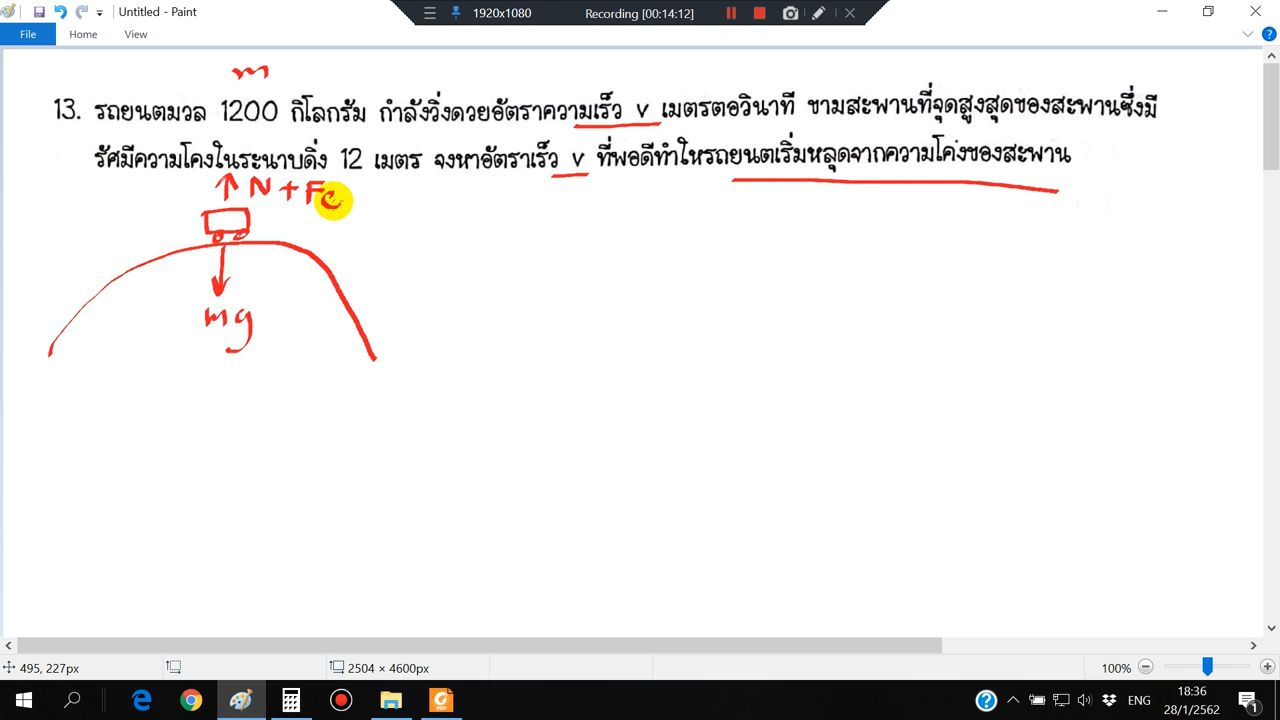 Untitled - Paint
1920x1080
Recording [00:14:12]
File Home View
m
13. รถยนตมวล 1200 กิโลกรัม กำลังวิ่งดวยอัตราความเร็ว v เมตรตอวินาที ขามสะพานที่จุดสูงสุดของสะพานซึ่งมี
รัศมีความโคงในระนาบดิ่ง 12 เมตร จงหาอัตราเร็ว v ที่พอดีทำใหรถยนตเริ่มหลุดจากความโคงของสะพาน
N + Fc
mg
495, 227px
2504 × 4600px
100%
ENG
18:36
28/1/2562